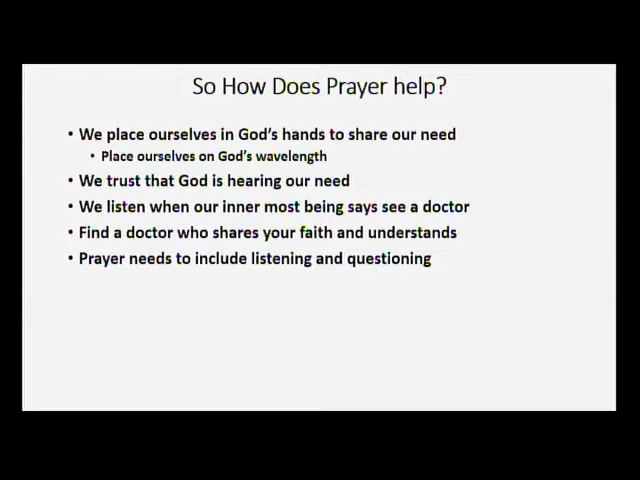 So How Does Prayer help?
• We place ourselves in God's hands to share our need
• Place ourselves on God's wavelength
• We trust that God is hearing our need
• We listen when our inner most being says see a doctor
• Find a doctor who shares your faith and understands
• Prayer needs to include listening and questioning